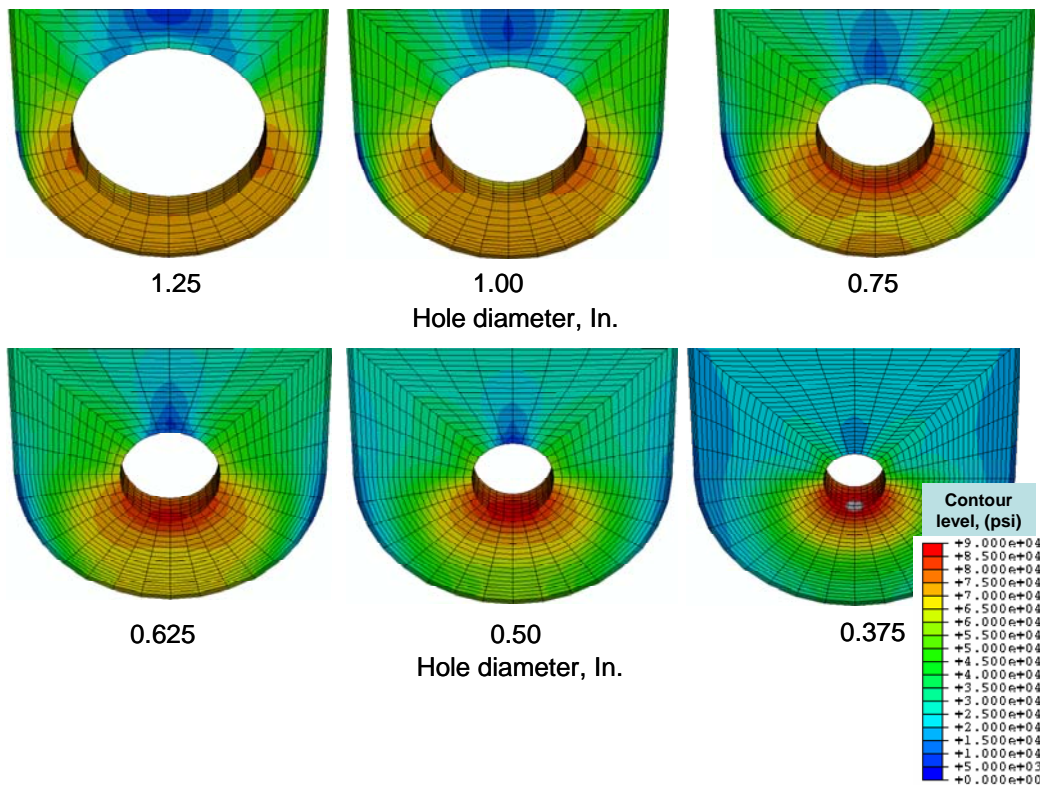 1.25 1.00 0.75
Hole diameter, In.
0.625 0.50 0.375
Hole diameter, In.
Contour
level, (psi)
+9.000e+04
+8.500e+04
+8.000e+04
+7.500e+04
+7.000e+04
+6.500e+04
+6.000e+04
+5.500e+04
+5.000e+04
+4.500e+04
+4.000e+04
+3.500e+04
+3.000e+04
+2.500e+04
+2.000e+04
+1.500e+04
+1.000e+04
+5.000e+03
+0.000e+00